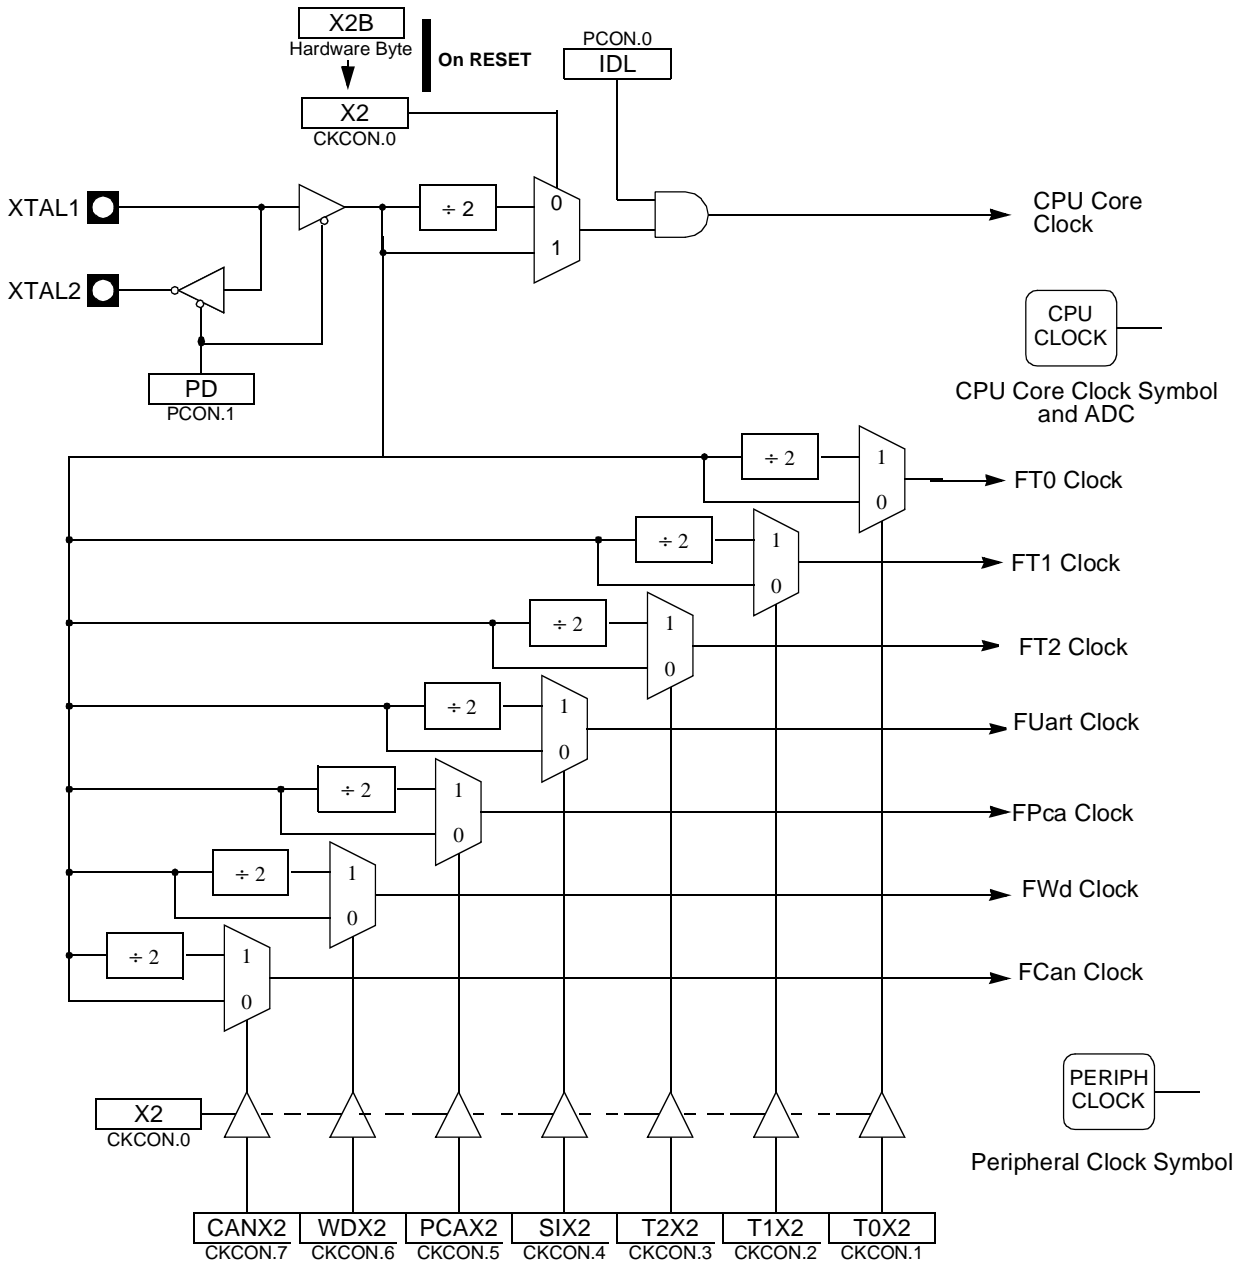 X2B
Hardware Byte
On RESET
X2
CKCON.0
PCON.0
IDL
XTAL1
÷ 2
0
1
CPU Core
Clock
XTAL2
PD
PCON.1
CPU
CLOCK
CPU Core Clock Symbol
and ADC
÷ 2
1
0
FT0 Clock
÷ 2
1
0
FT1 Clock
÷ 2
1
0
FT2 Clock
÷ 2
1
0
FUart Clock
÷ 2
1
0
FPca Clock
÷ 2
1
0
FWd Clock
÷ 2
1
0
FCan Clock
PERIPH
CLOCK
Peripheral Clock Symbol
X2
CKCON.0
CANX2
CKCON.7
WDX2
CKCON.6
PCAX2
CKCON.5
SIX2
CKCON.4
T2X2
CKCON.3
T1X2
CKCON.2
T0X2
CKCON.1